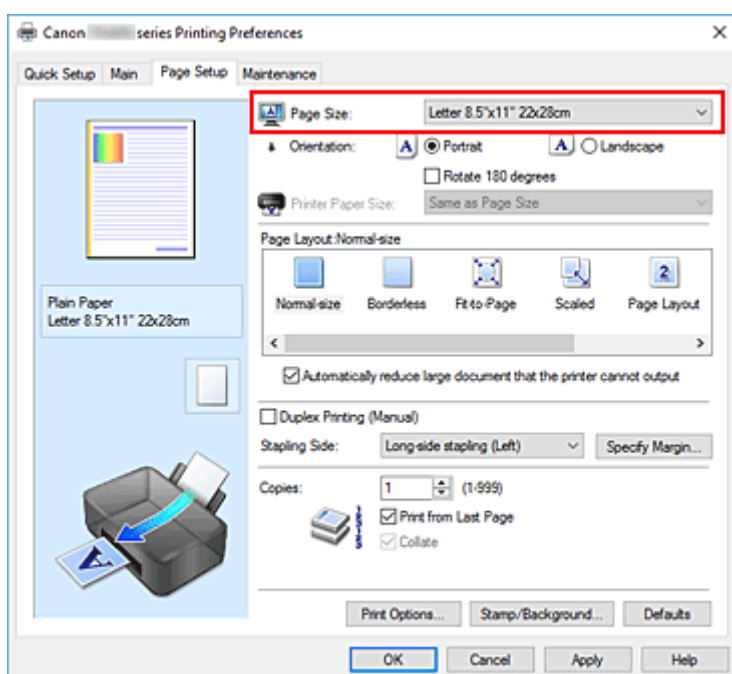 Canon series Printing Preferences
Quick Setup Main Page Setup Maintenance
Page Size: Letter 8.5"x11" 22x28cm
Orientation: A Portrait A Landscape
Rotate 180 degrees
Printer Paper Size: Same as Page Size
Page Layout:Normal-size
2
Normal-size Borderless Fit-to-Page Scaled Page Layout
Plain Paper
Letter 8.5"x11" 22x28cm
Automatically reduce large document that the printer cannot output
Duplex Printing (Manual)
Stapling Side: Long-side stapling (Left) Specify Margin...
Copies: 1 (1-999)
Print from Last Page
Collate
A
Print Options... Stamp/Background... Defaults
OK Cancel Apply Help